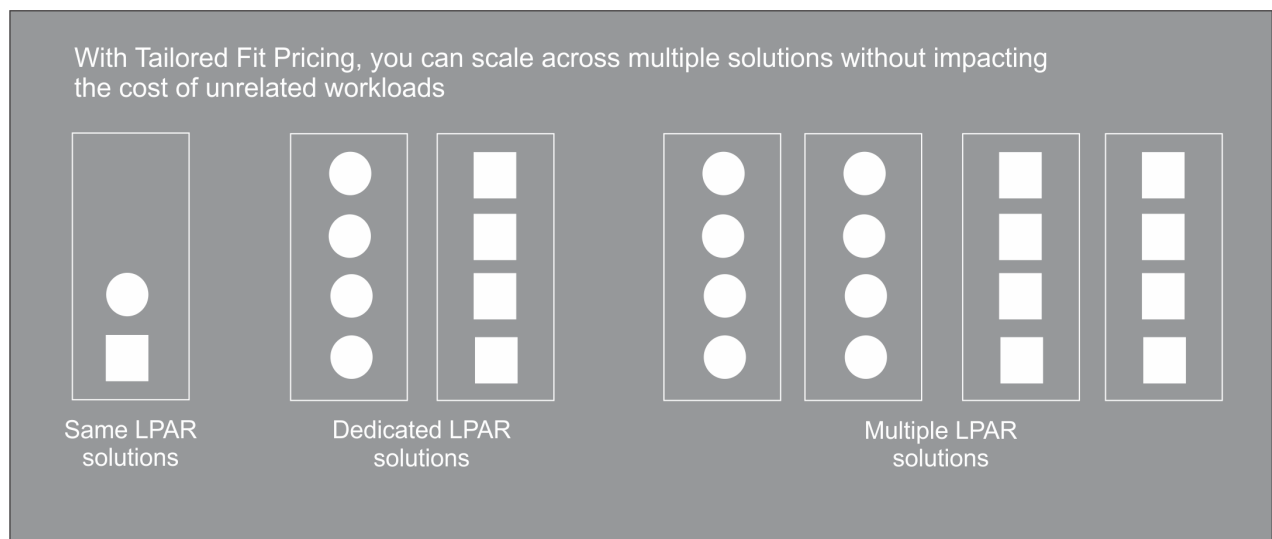 With Tailored Fit Pricing, you can scale across multiple solutions without impacting
the cost of unrelated workloads
Same LPAR
solutions
Dedicated LPAR
solutions
Multiple LPAR
solutions